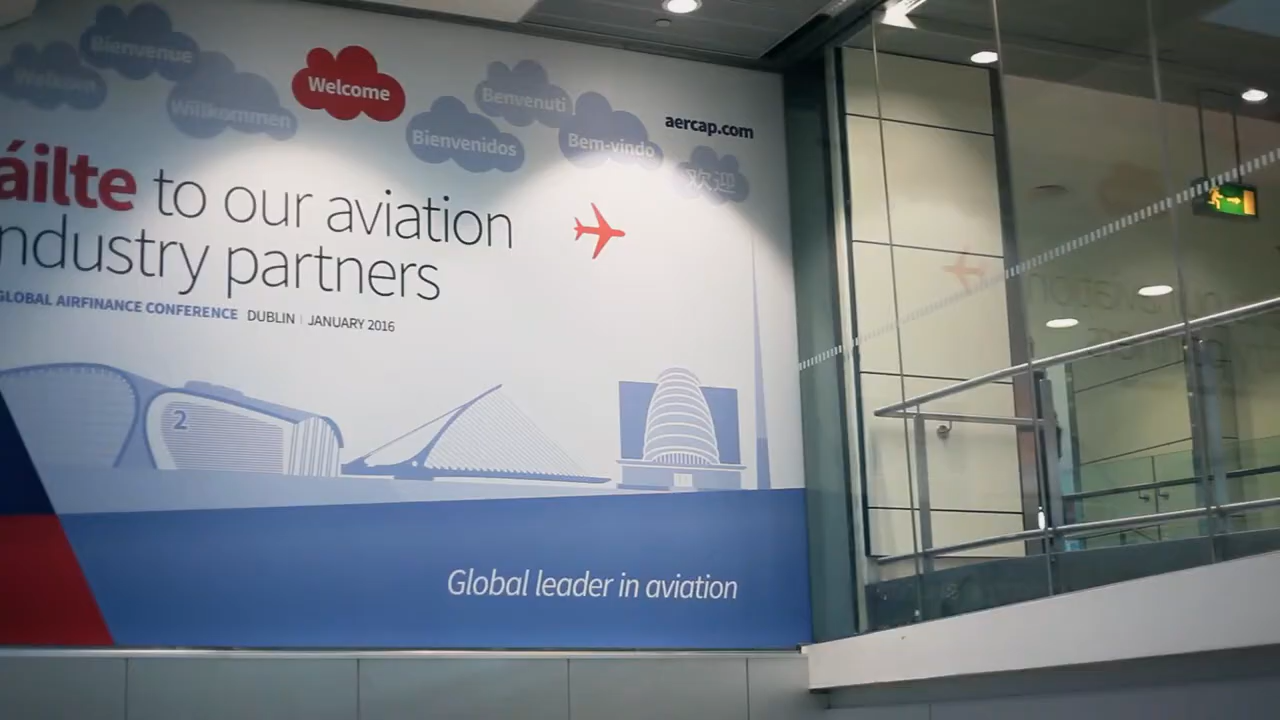 Bienvenue
Welcome
Willkommen
Benvenuti
Bienvenidos
Bem-vindo
欢迎
aercap.com
áilte to our aviation
ndustry partners
GLOBAL AIRFINANCE CONFERENCE DUBLIN | JANUARY 2016
2
Global leader in aviation